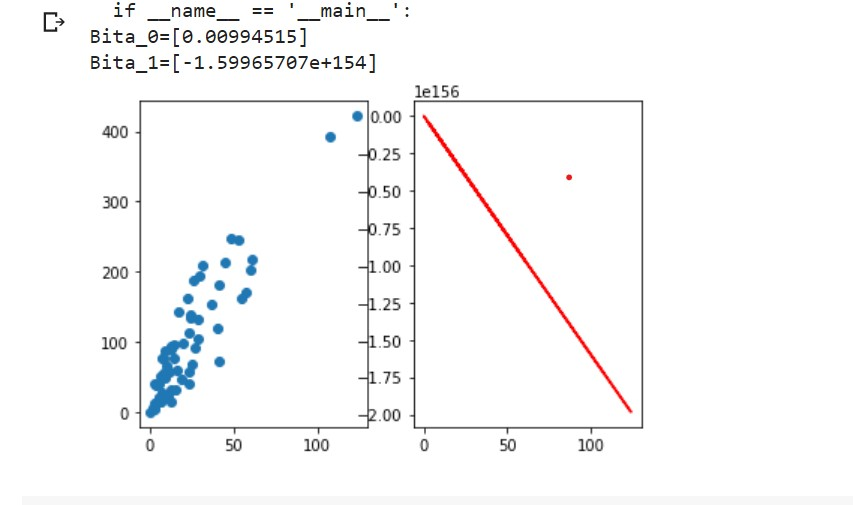 if __name__ == '__main__':
Bita_0=[0.00994515]
Bita_1=[-1.59965707e+154]
1e156
400
300
200
100
0
0 50 100
0.00
−0.25
−0.50
−0.75
−1.00
−1.25
−1.50
−1.75
−2.00
0 50 100